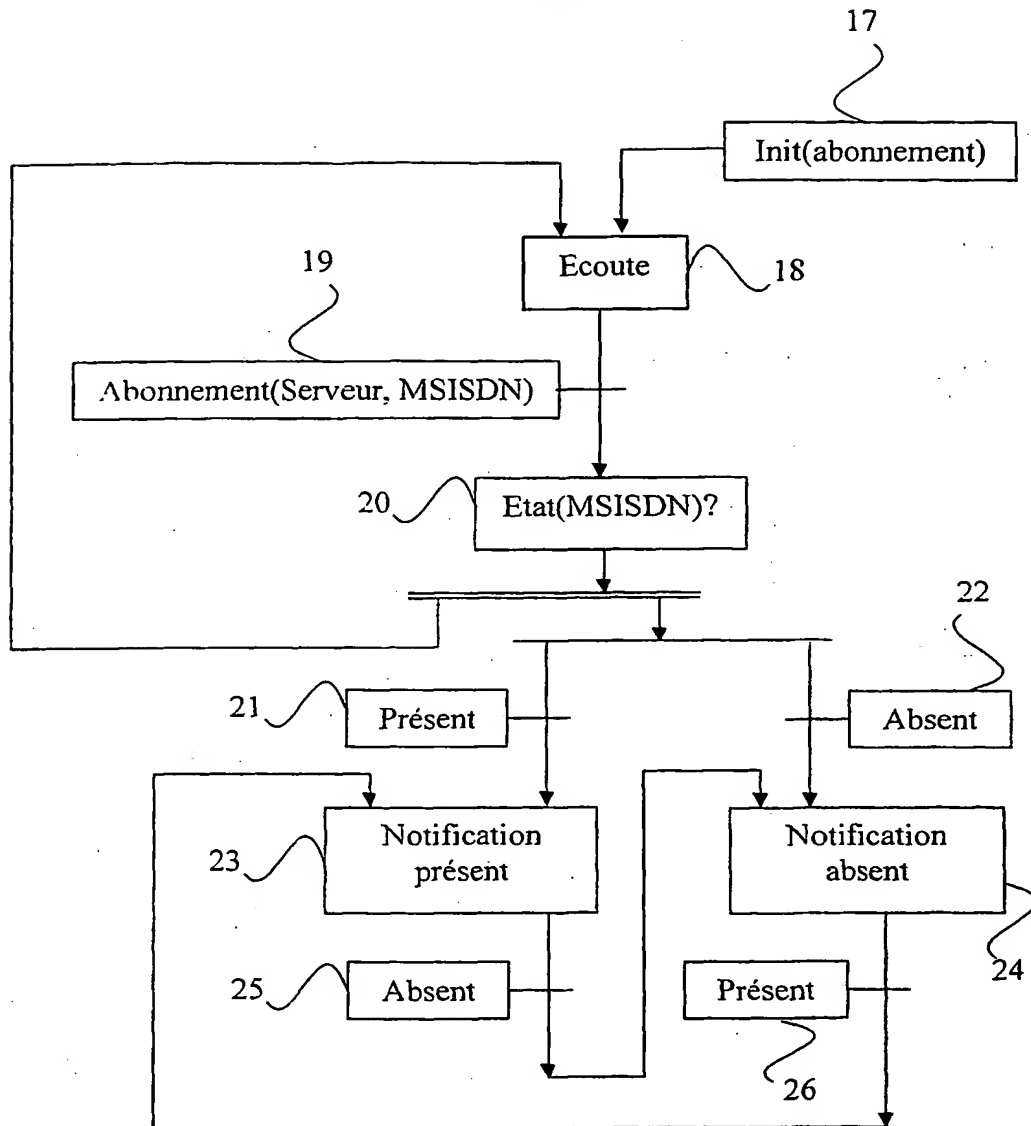 17
Init(abonnement)
Ecoute
18
19
Abonnement(Serveur, MSISDN)
20
Etat(MSISDN)?
22
21
Présent
Absent
Notification
présent
23
Notification
absent
24
25
Absent
Présent
26